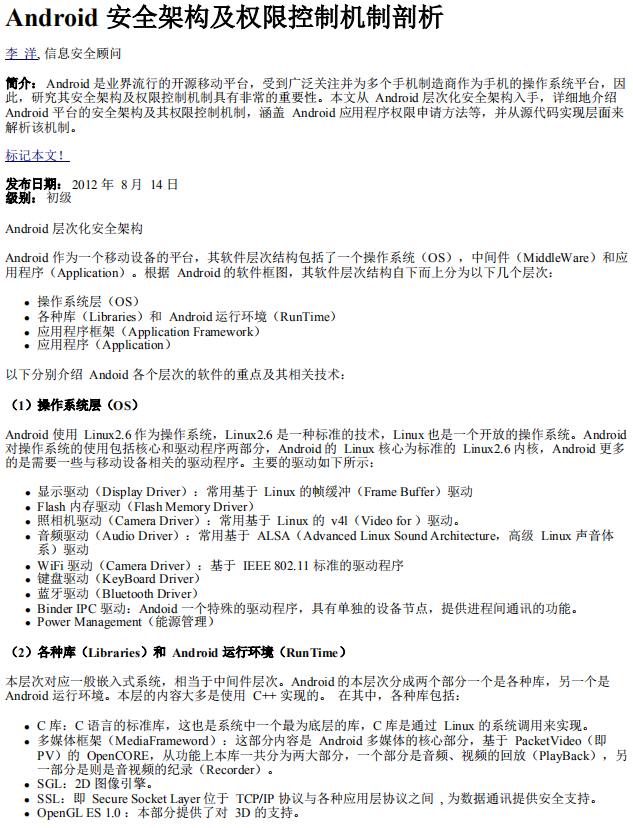 Android 安全架构及权限控制机制剖析
李 洋, 信息安全顾问
简介： Android 是业界流行的开源移动平台，受到广泛关注并为多个手机制造商作为手机的操作系统平台，因
此，研究其安全架构及权限控制机制具有非常的重要性。本文从 Android 层次化安全架构入手，详细地介绍
Android 平台的安全架构及其权限控制机制，涵盖 Android 应用程序权限申请方法等，并从源代码实现层面来
解析该机制。
标记本文！
发布日期： 2012 年 8 月 14 日
级别： 初级
Android 层次化安全架构
Android 作为一个移动设备的平台，其软件层次结构包括了一个操作系统（OS），中间件（MiddleWare）和应
用程序（Application）。根据 Android 的软件框图，其软件层次结构自下而上分为以下几个层次：
• 操作系统层（OS）
• 各种库（Libraries）和 Android 运行环境（RunTime）
• 应用程序框架（Application Framework）
• 应用程序（Application）
以下分别介绍 Andoid 各个层次的软件的重点及其相关技术：
（1）操作系统层（OS）
Android 使用 Linux2.6 作为操作系统，Linux2.6 是一种标准的技术，Linux 也是一个开放的操作系统。Android
对操作系统的使用包括核心和驱动程序两部分，Android 的 Linux 核心为标准的 Linux2.6 内核，Android 更多
的是需要一些与移动设备相关的驱动程序。主要的驱动如下所示：
• 显示驱动（Display Driver）：常用基于 Linux 的帧缓冲（Frame Buffer）驱动
• Flash 内存驱动（Flash Memory Driver）
• 照相机驱动（Camera Driver）：常用基于 Linux 的 v4l（Video for ）驱动。
• 音频驱动（Audio Driver）：常用基于 ALSA（Advanced Linux Sound Architecture，高级 Linux 声音体
系）驱动
• WiFi 驱动（Camera Driver）：基于 IEEE 802.11 标准的驱动程序
• 键盘驱动（KeyBoard Driver）
• 蓝牙驱动（Bluetooth Driver）
• Binder IPC 驱动：Andoid 一个特殊的驱动程序，具有单独的设备节点，提供进程间通讯的功能。
• Power Management（能源管理）
（2）各种库（Libraries）和 Android 运行环境（RunTime）
本层次对应一般嵌入式系统，相当于中间件层次。Android 的本层次分成两个部分一个是各种库，另一个是
Android 运行环境。本层的内容大多是使用 C++ 实现的。 在其中，各种库包括：
• C 库：C 语言的标准库，这也是系统中一个最为底层的库，C 库是通过 Linux 的系统调用来实现。
• 多媒体框架（MediaFrameword）：这部分内容是 Android 多媒体的核心部分，基于 PacketVideo（即
PV）的 OpenCORE，从功能上本库一共分为两大部分，一个部分是音频、视频的回放（PlayBack），另
一部分是则是音视频的纪录（Recorder）。
• SGL：2D 图像引擎。
• SSL：即 Secure Socket Layer 位于 TCP/IP 协议与各种应用层协议之间 , 为数据通讯提供安全支持。
• OpenGL ES 1.0 ：本部分提供了对 3D 的支持。